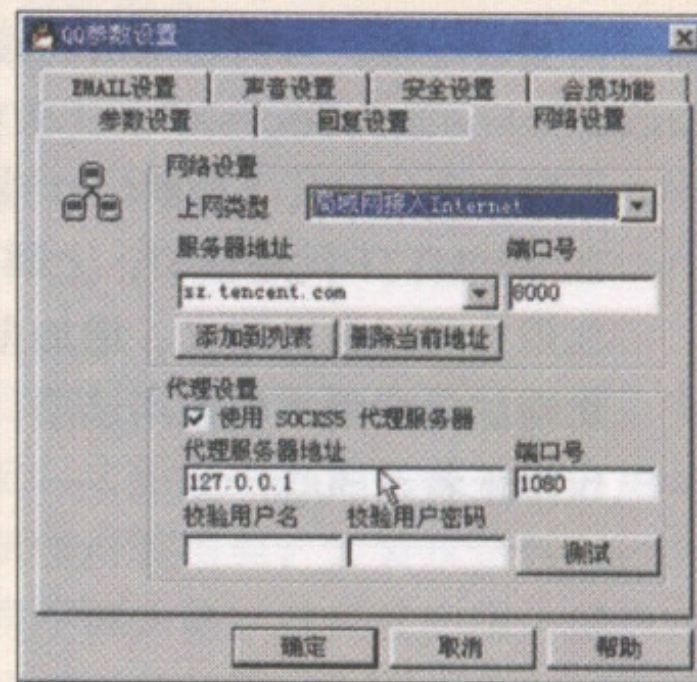 QQ参数设置
EMAIL设置 声音设置 安全设置 会员功能
参数设置 回复设置 网络设置
网络设置
上网类型 局域网接入Internet
服务器地址 端口号
sz.tencent.com 8000
添加到列表 删除当前地址
代理设置
使用 SOCKS5 代理服务器
代理服务器地址 端口号
127.0.0.1 1080
校验用户名 校验用户密码
测试
确定 取消 帮助